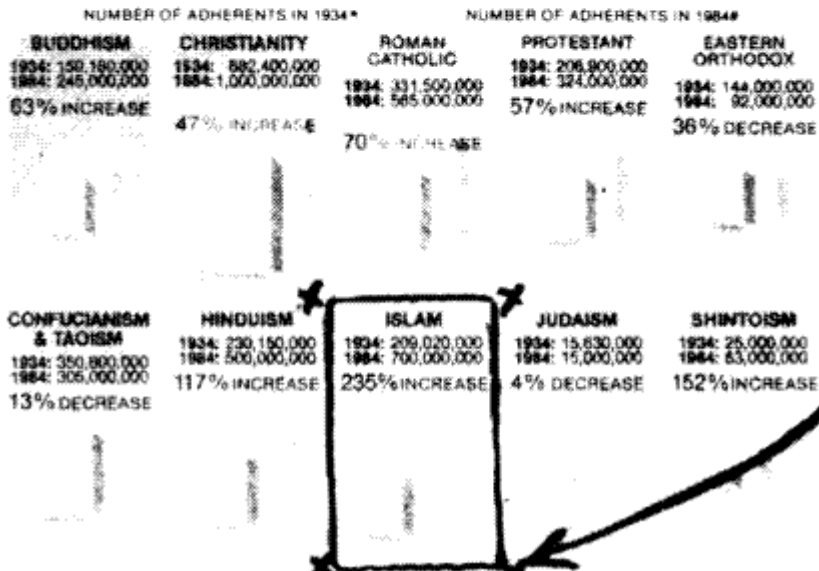 NUMBER OF ADHERENTS IN 1934*
NUMBER OF ADHERENTS IN 1984#
BUDDHISM
1934: 150,180,000
1984: 245,000,000
63% INCREASE
CHRISTIANITY
1934: 682,400,000
1984: 1,000,000,000
47% INCREASE
ROMAN
CATHOLIC
1934: 331,500,000
1984: 565,000,000
70% INCREASE
PROTESTANT
1934: 206,900,000
1984: 324,000,000
57% INCREASE
EASTERN
ORTHODOX
1934: 144,000,000
1984: 92,000,000
36% DECREASE
CONFUCIANISM
& TAOISM
1934: 350,600,000
1984: 305,000,000
13% DECREASE
HINDUISM
1934: 230,150,000
1984: 500,000,000
117% INCREASE
ISLAM
1934: 209,020,000
1984: 700,000,000
235% INCREASE
JUDAISM
1934: 15,630,000
1984: 15,000,000
4% DECREASE
SHINTOISM
1934: 25,000,000
1984: 63,000,000
152% INCREASE